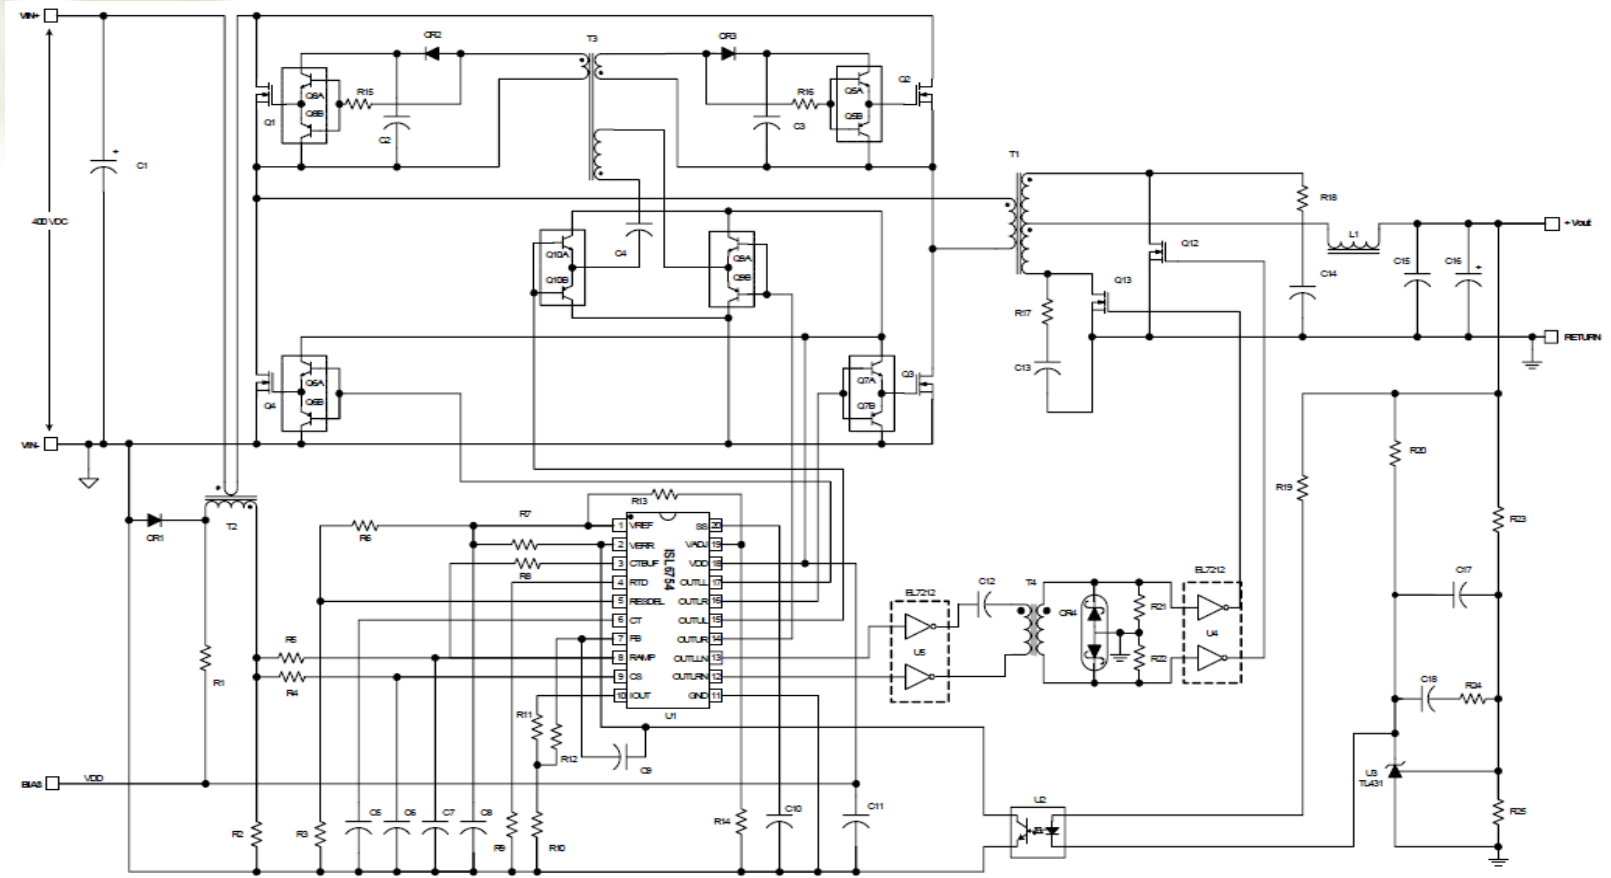 VIN+
CR2
T3
CR3
Q2
R15
R16
Q5A
Q5B
Q1
C2
C3
C1
T1
400 VDC
R18
+ Vout
L1
Q12
C4
Q10A
Q10B
Q9A
Q9B
C15
C16
C14
Q13
R17
RETURN
C13
Q4
Q6A
Q6B
Q7A
Q7B
Q3
VIN-
R20
R19
R13
T2
CR1
R7
R6
R8
R23
1 VREF
2 VERR
3 CTBUF
4 RTD
5 RESDEL
6 CT
7 FB
8 RAMP
9 CS
10 IOUT
ISL6754
SS 20
VADJ 19
VDD 18
OUTLL 17
OUTLR 16
OUTUL 15
OUTUR 14
OUTLLN 13
OUTLRN 12
GND 11
U1
EL7212
U5
C12
T4
CR4
R21
R22
EL7212
U4
C17
R5
R4
R1
R11
R12
C9
C18
R24
U3
TL431
BIAS
VDD
R2
R3
C5
C6
C7
C8
R9
R10
R14
C10
C11
U2
R25